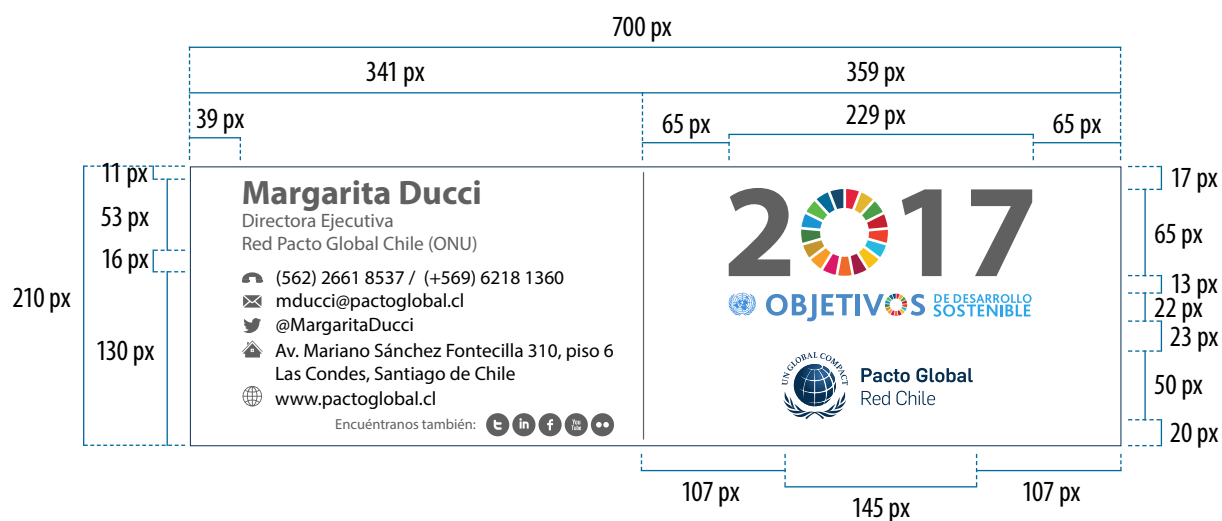 700 px
341 px
359 px
39 px
65 px
229 px
65 px
11 px
53 px
16 px
210 px
130 px
Margarita Ducci
Directora Ejecutiva
Red Pacto Global Chile (ONU)
(562) 2661 8537 / (+569) 6218 1360
mducci@pactoglobal.cl
@MargaritaDucci
Av. Mariano Sánchez Fontecilla 310, piso 6
Las Condes, Santiago de Chile
www.pactoglobal.cl
Encuéntranos también:
You
Tube
2017
OBJETIVOS DE DESARROLLO
SOSTENIBLE
UN GLOBAL COMPACT
Pacto Global
Red Chile
17 px
65 px
13 px
22 px
23 px
50 px
20 px
107 px
145 px
107 px